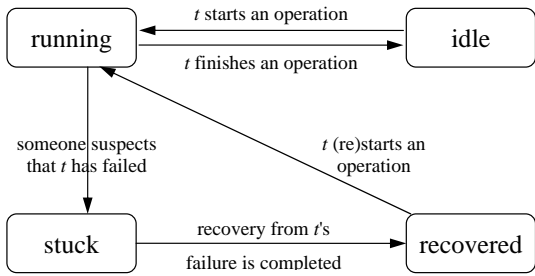 t starts an operation
running
idle
t finishes an operation
someone suspects
that t has failed
t (re)starts an
operation
stuck
recovery from t's
failure is completed
recovered